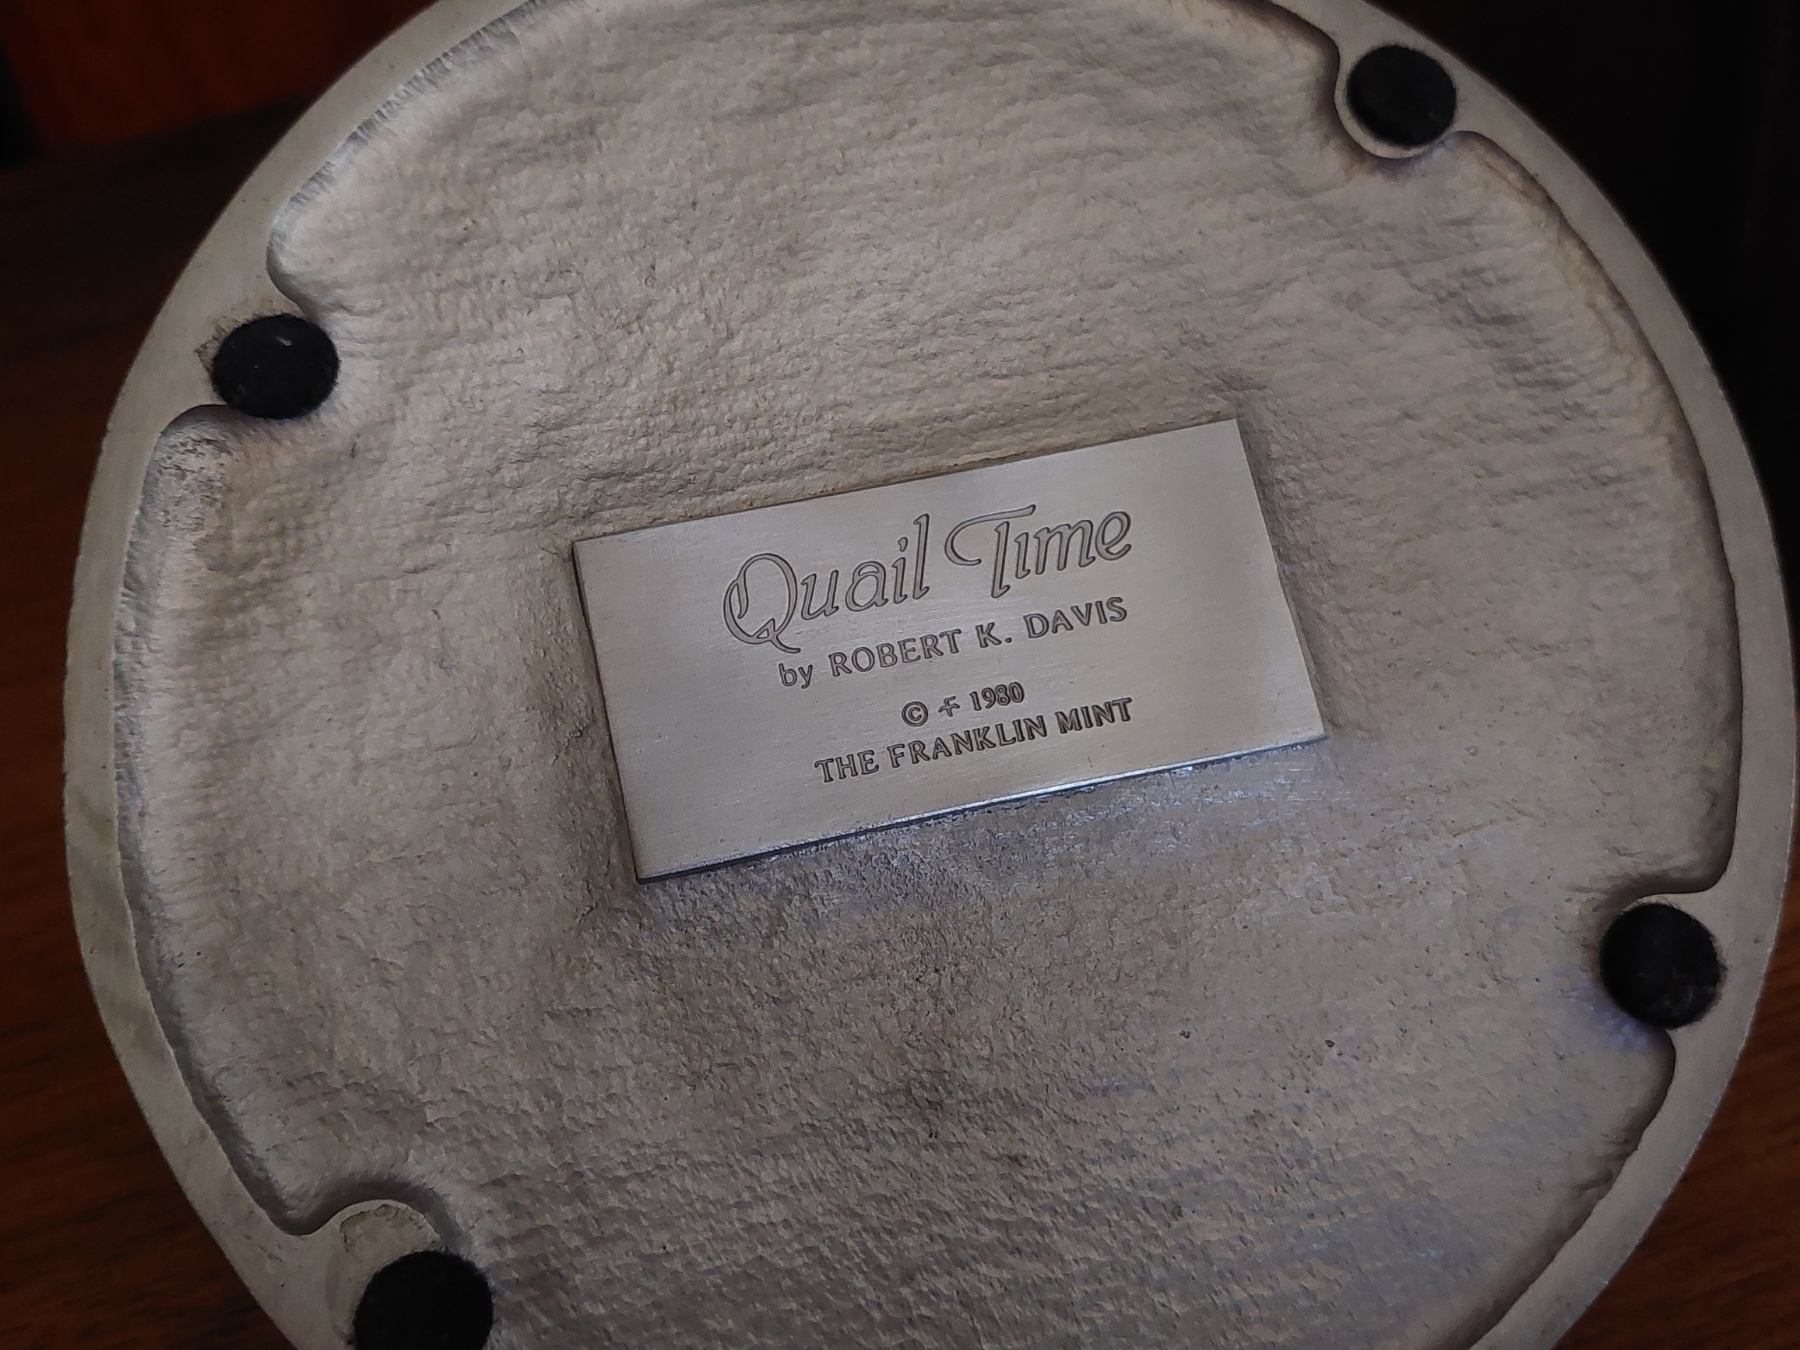 Quail Time
by ROBERT K. DAVIS
© 1980
THE FRANKLIN MINT